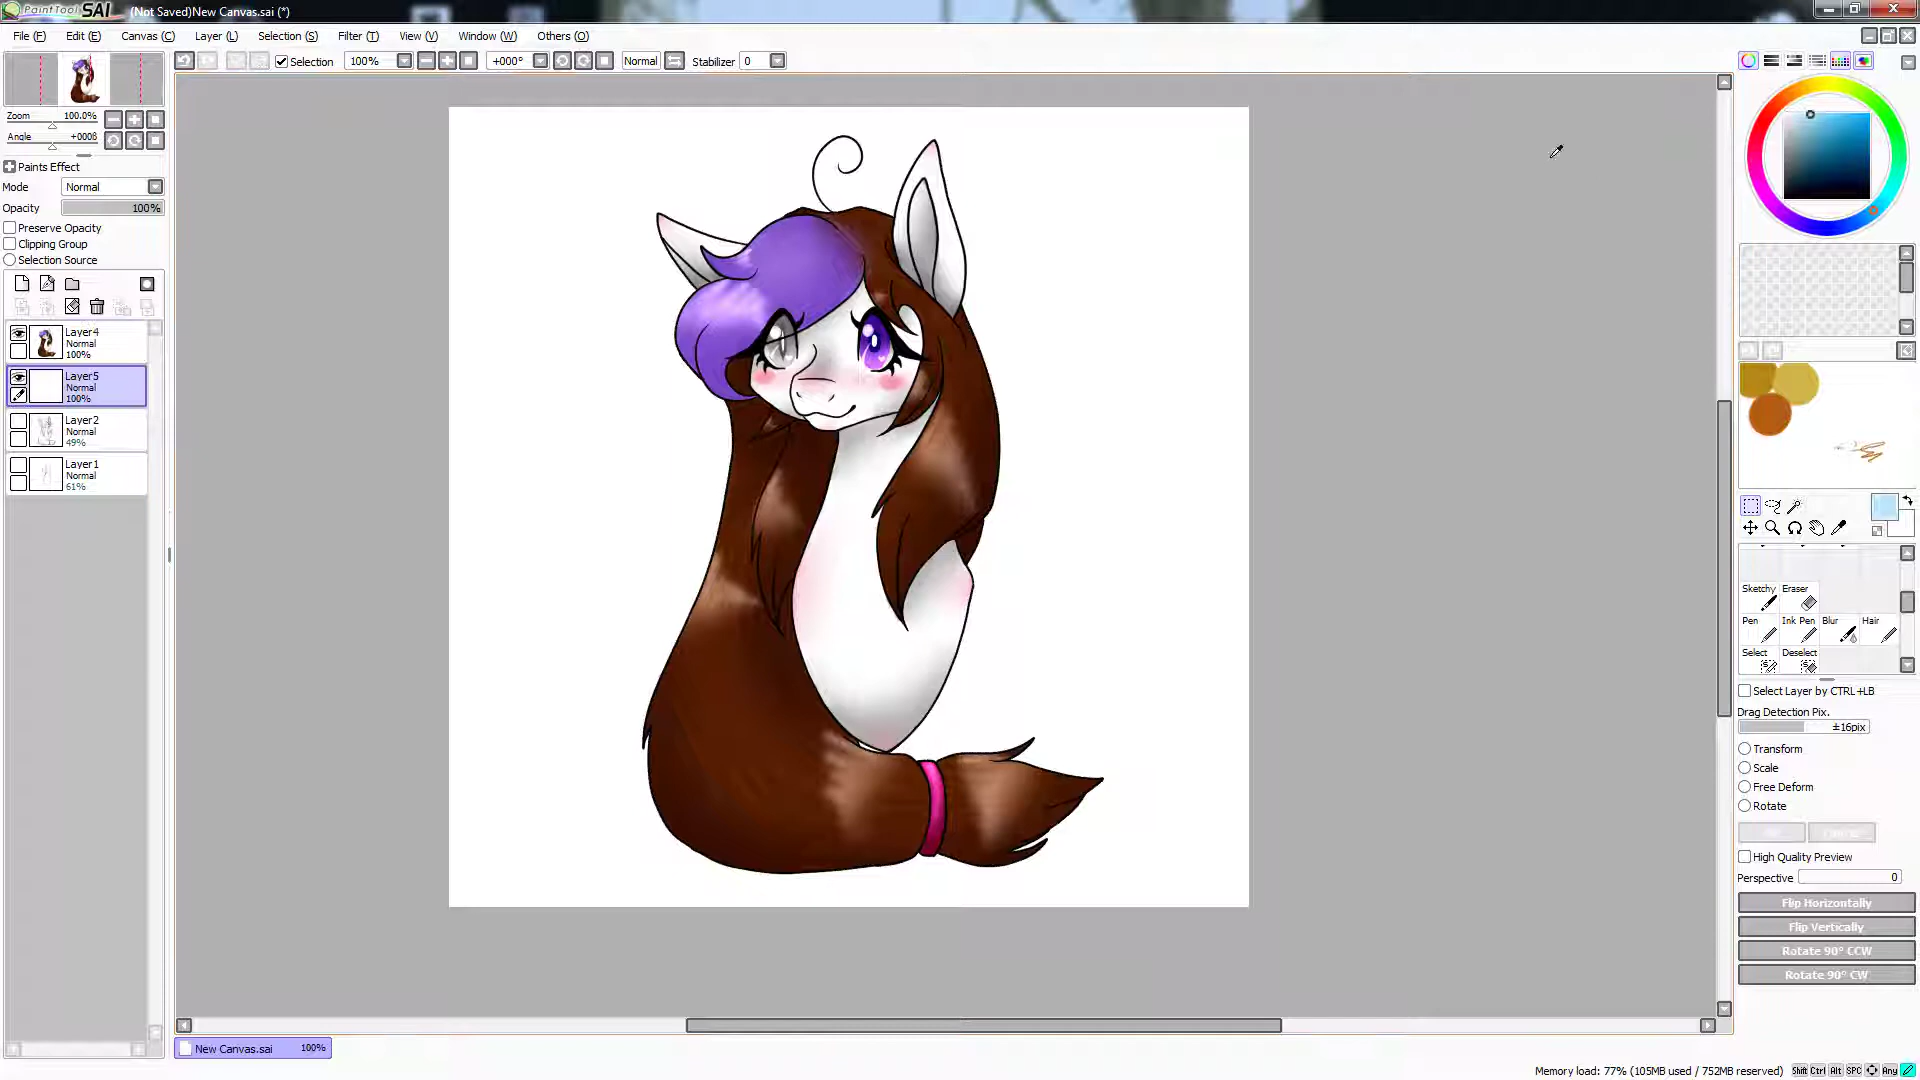 PaintTool SAI (Not Saved)New Canvas.sai (*)
File (F) Edit (E) Canvas (C) Layer (L) Selection (S) Filter (T) View (V) Window (W) Others (O)
Selection 100% +000° Normal Stabilizer 0
Zoom 100.0%
Angle +000ß
Paints Effect
Mode Normal
Opacity 100%
Preserve Opacity
Clipping Group
Selection Source
Layer4
Normal
100%
Layer5
Normal
100%
Layer2
Normal
49%
Layer1
Normal
61%
Sketchy Eraser
Pen Ink Pen Blur Hair
Select Deselect
Select Layer by CTRL+LB
Drag Detection Pix.
±16pix
Transform
Scale
Free Deform
Rotate
High Quality Preview
Perspective 0
Flip Horizontally
Flip Vertically
Rotate 90° CCW
Rotate 90° CW
New Canvas.sai 100%
Memory load: 77% (105MB used / 752MB reserved) Shift Ctrl Alt SPC Any